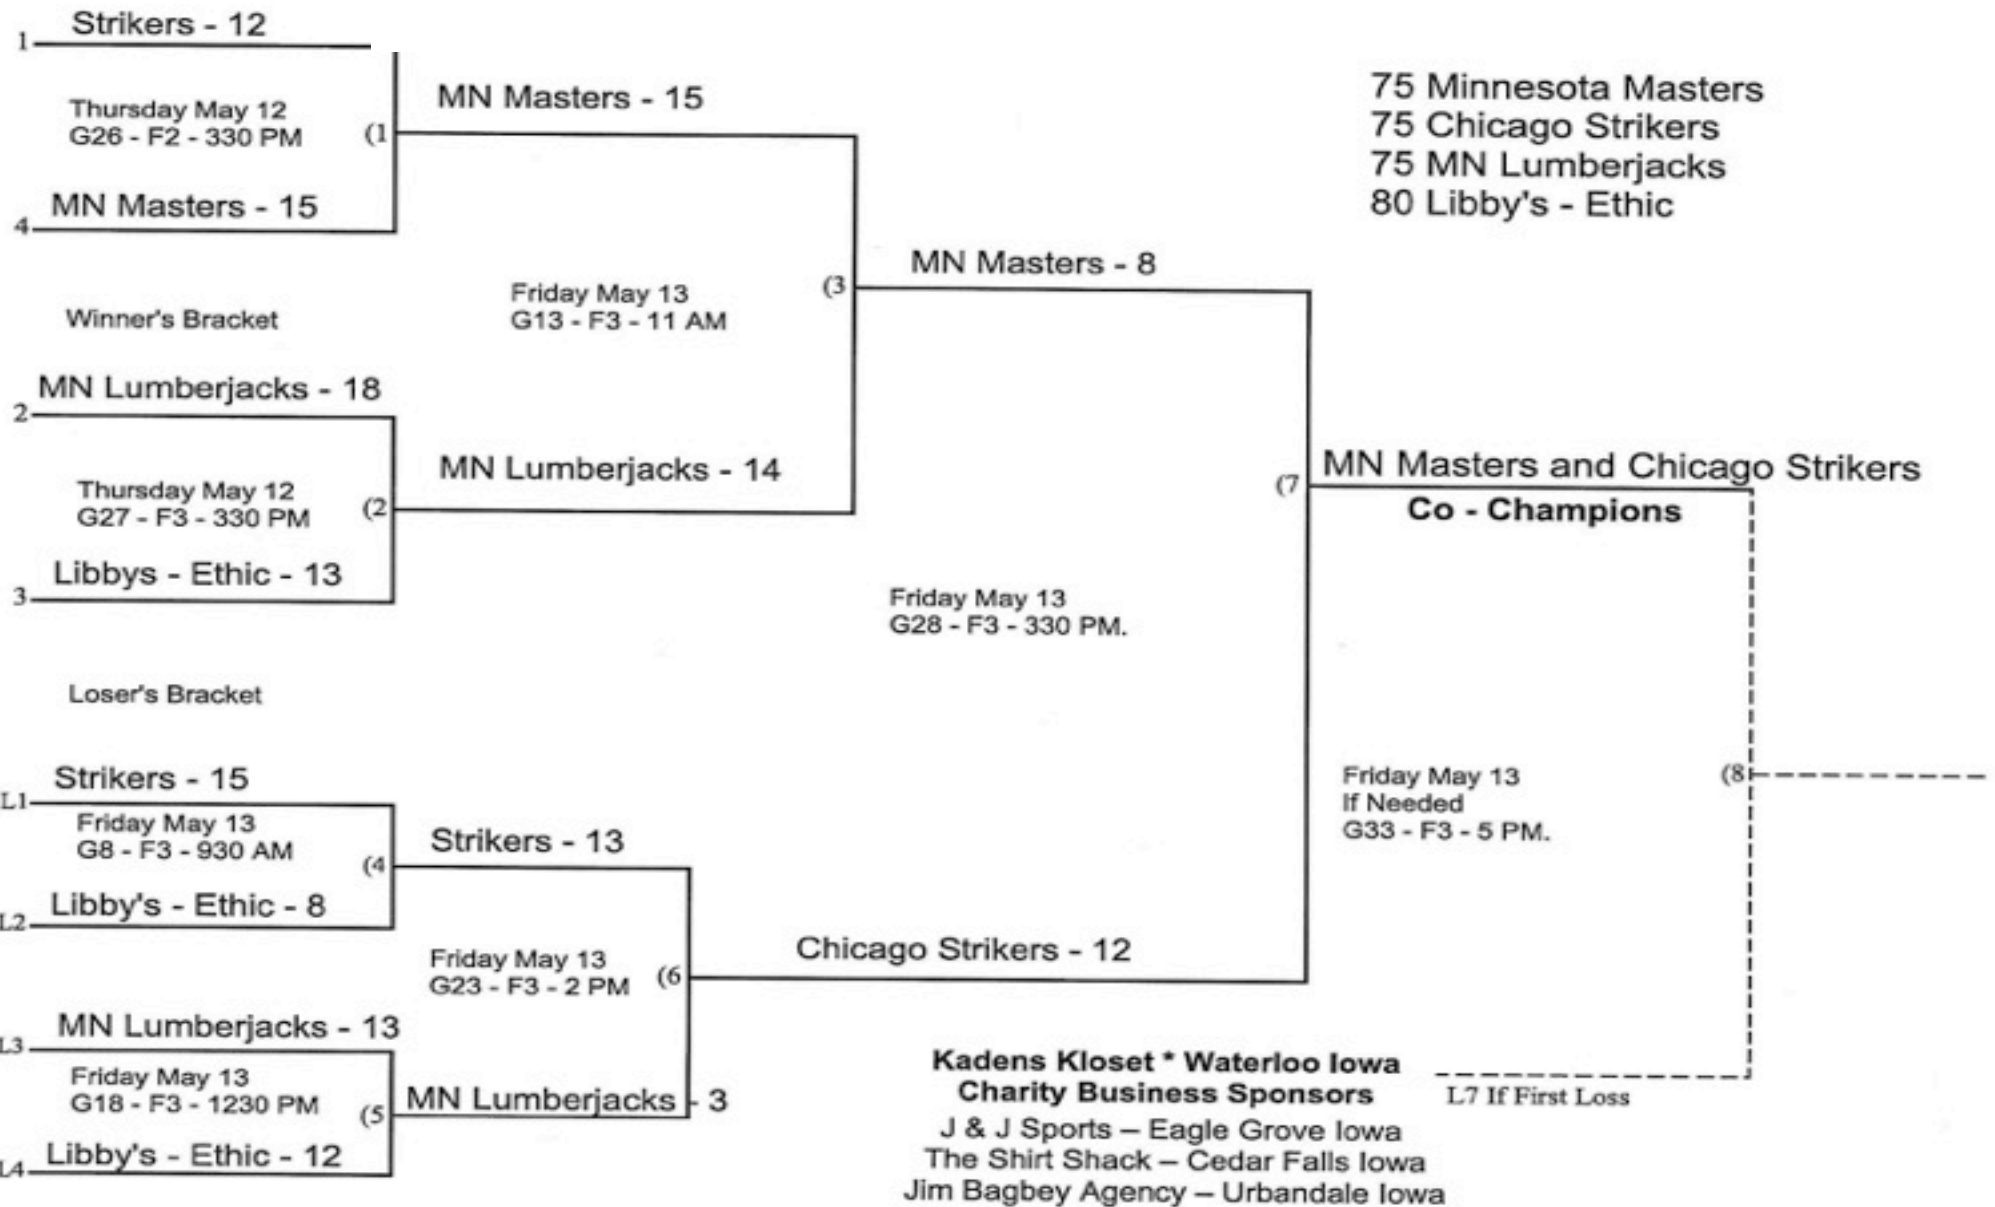 Strikers - 12
1
Thursday May 12
G26 - F2 - 330 PM
(1
MN Masters - 15
4
MN Masters - 15
75 Minnesota Masters
75 Chicago Strikers
75 MN Lumberjacks
80 Libby's - Ethic
Winner's Bracket
Friday May 13
G13 - F3 - 11 AM
(3
MN Masters - 8
MN Lumberjacks - 18
2
Thursday May 12
G27 - F3 - 330 PM
(2
Libbys - Ethic - 13
3
MN Lumberjacks - 14
(7
MN Masters and Chicago Strikers
Co - Champions
Friday May 13
G28 - F3 - 330 PM.
Loser's Bracket
Strikers - 15
L1
Friday May 13
G8 - F3 - 930 AM
(4
Libby's - Ethic - 8
L2
Strikers - 13
Friday May 13
G23 - F3 - 2 PM
(6
Chicago Strikers - 12
Friday May 13
If Needed
G33 - F3 - 5 PM.
(8
MN Lumberjacks - 13
L3
Friday May 13
G18 - F3 - 1230 PM
(5
Libby's - Ethic - 12
L4
MN Lumberjacks - 3
Kadens Kloset * Waterloo Iowa
Charity Business Sponsors
J & J Sports – Eagle Grove Iowa
The Shirt Shack – Cedar Falls Iowa
Jim Bagbey Agency – Urbandale Iowa
L7 If First Loss